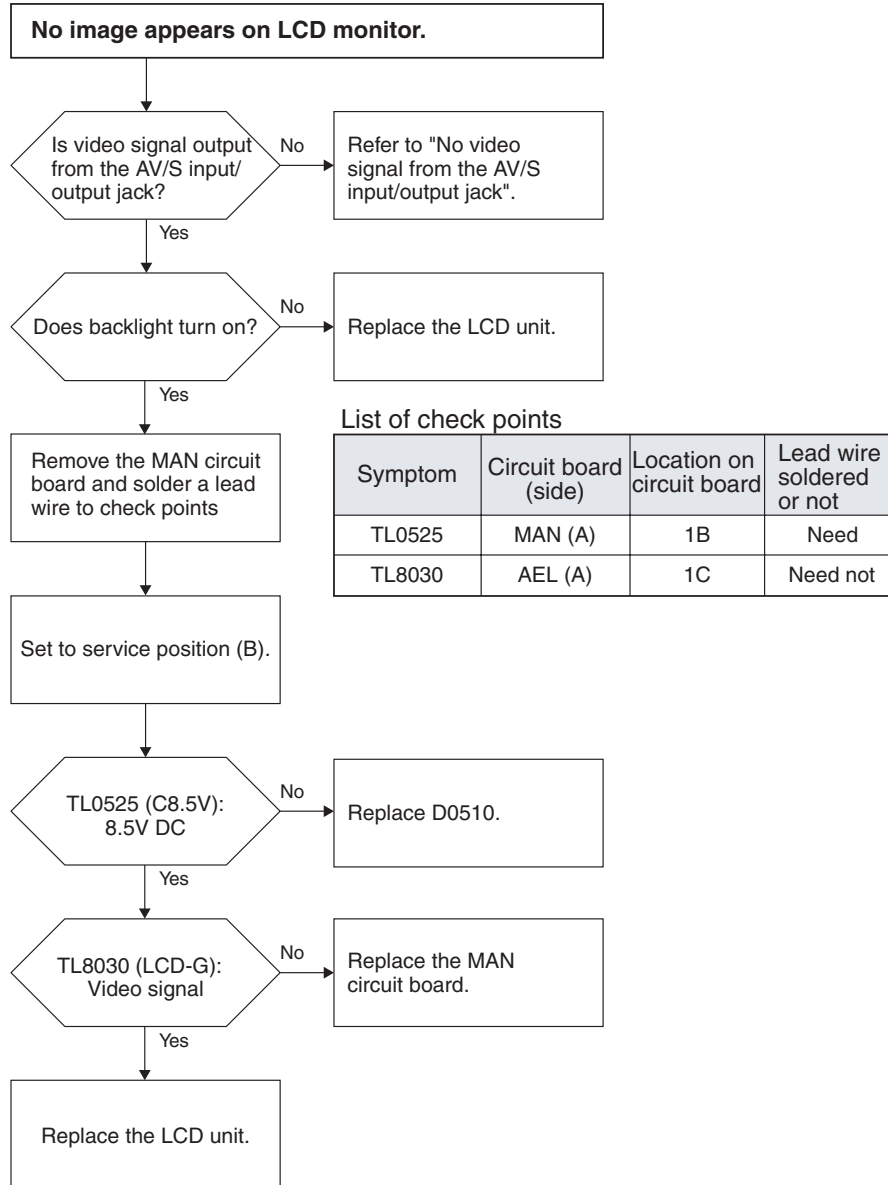 No image appears on LCD monitor.
Is video signal output
from the AV/S input/
output jack?
No
Refer to "No video
signal from the AV/S
input/output jack".
Yes
Does backlight turn on?
No
Replace the LCD unit.
Yes
Remove the MAN circuit
board and solder a lead
wire to check points
List of check points
Symptom
Circuit board
(side)
Location on
circuit board
Lead wire
soldered
or not
TL0525
MAN (A)
1B
Need
TL8030
AEL (A)
1C
Need not
Set to service position (B).
TL0525 (C8.5V):
8.5V DC
No
Replace D0510.
Yes
TL8030 (LCD-G):
Video signal
No
Replace the MAN
circuit board.
Yes
Replace the LCD unit.